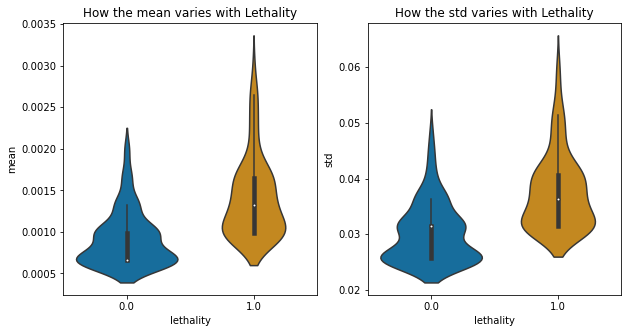 How the mean varies with Lethality
0.0035
0.0030
0.0025
0.0020
0.0015
0.0010
0.0005
mean
0.0
1.0
lethality
How the std varies with Lethality
0.06
0.05
0.04
0.03
0.02
std
0.0
1.0
lethality